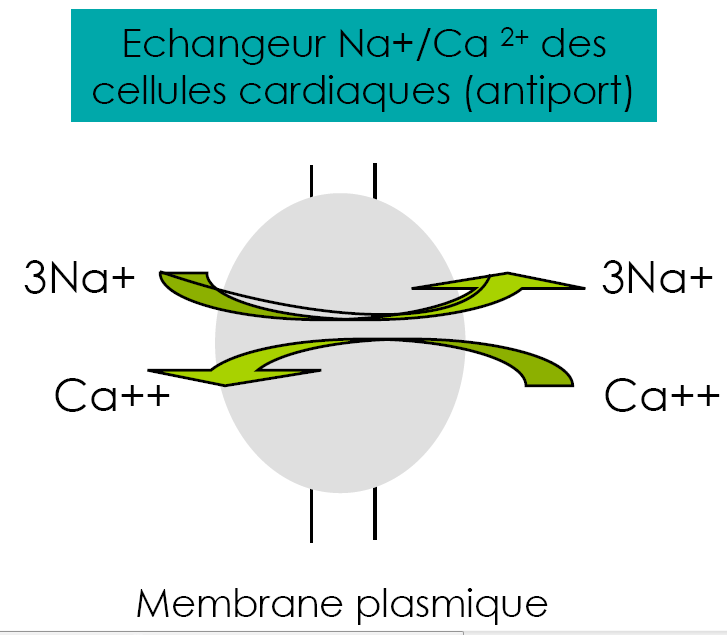 Echangeur Na+/Ca 2+ des
cellules cardiaques (antiport)
3Na+
3Na+
Ca++
Ca++
Membrane plasmique